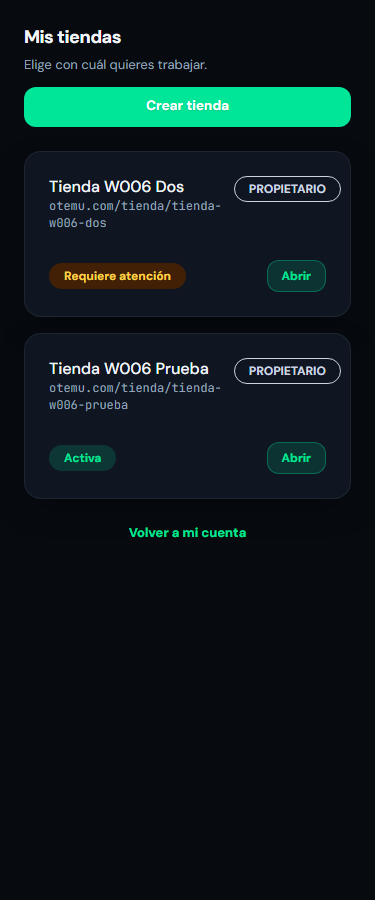 Mis tiendas
Elige con cuál quieres trabajar.
Crear tienda
Tienda W006 Dos
PROPIETARIO
otemu.com/tienda/tienda-
w006-dos
Requiere atención
Abrir
Tienda W006 Prueba
PROPIETARIO
otemu.com/tienda/tienda-
w006-prueba
Activa
Abrir
Volver a mi cuenta